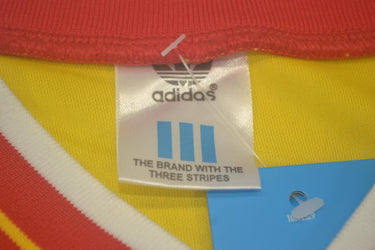 adidas®
THE BRAND WITH THE
THREE STRIPES